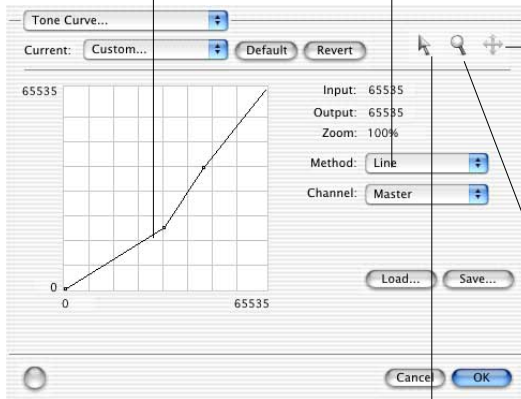 Tone Curve...
Current: Custom... Default Revert
65535
Input: 65535
Output: 65535
Zoom: 100%
Method: Line
Channel: Master
Load... Save...
0
0 65535
Cancel OK